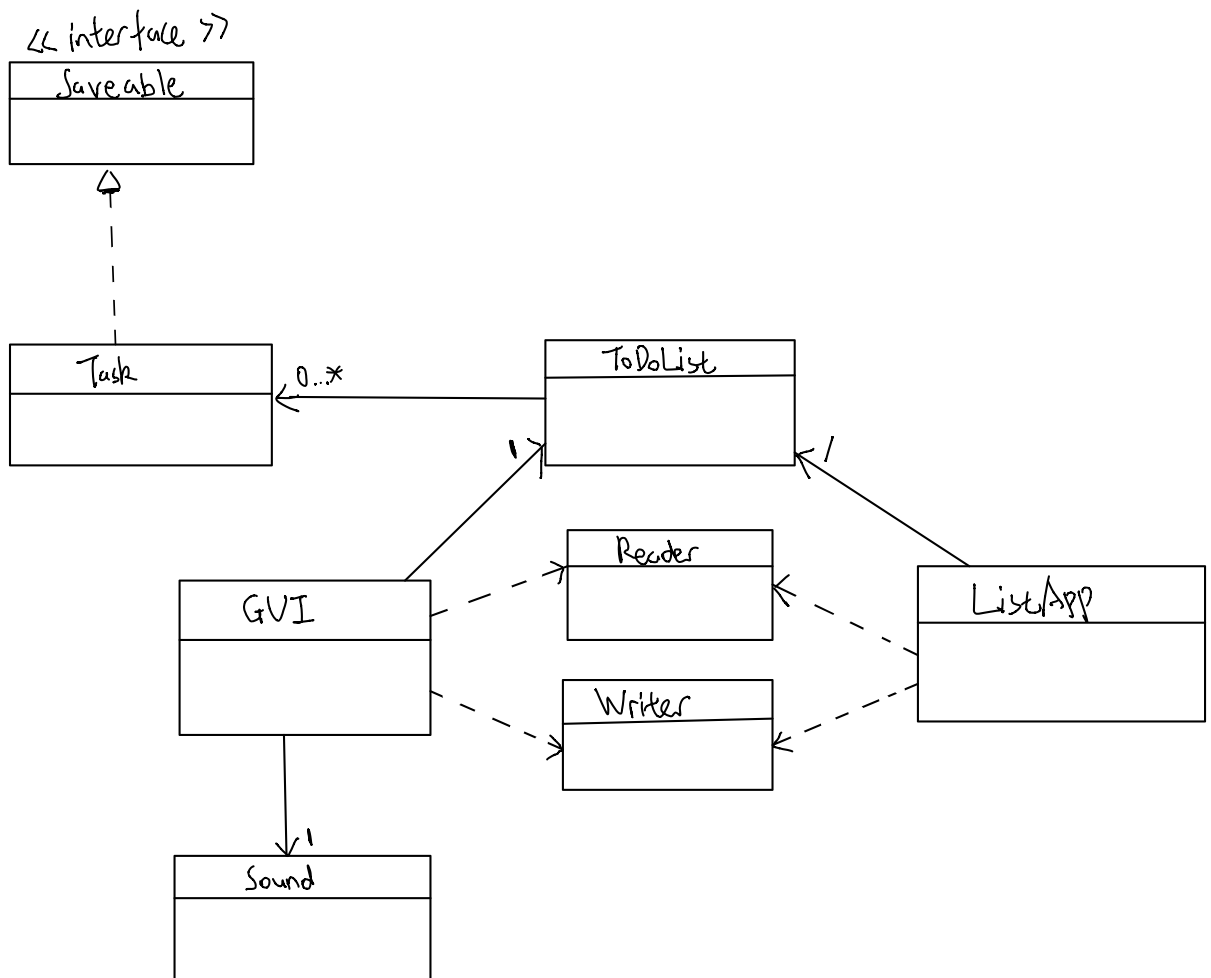 << interface >>
Saveable
Task
0...*
ToDoList
1
1
Reader
GUI
ListApp
Writer
1
Sound